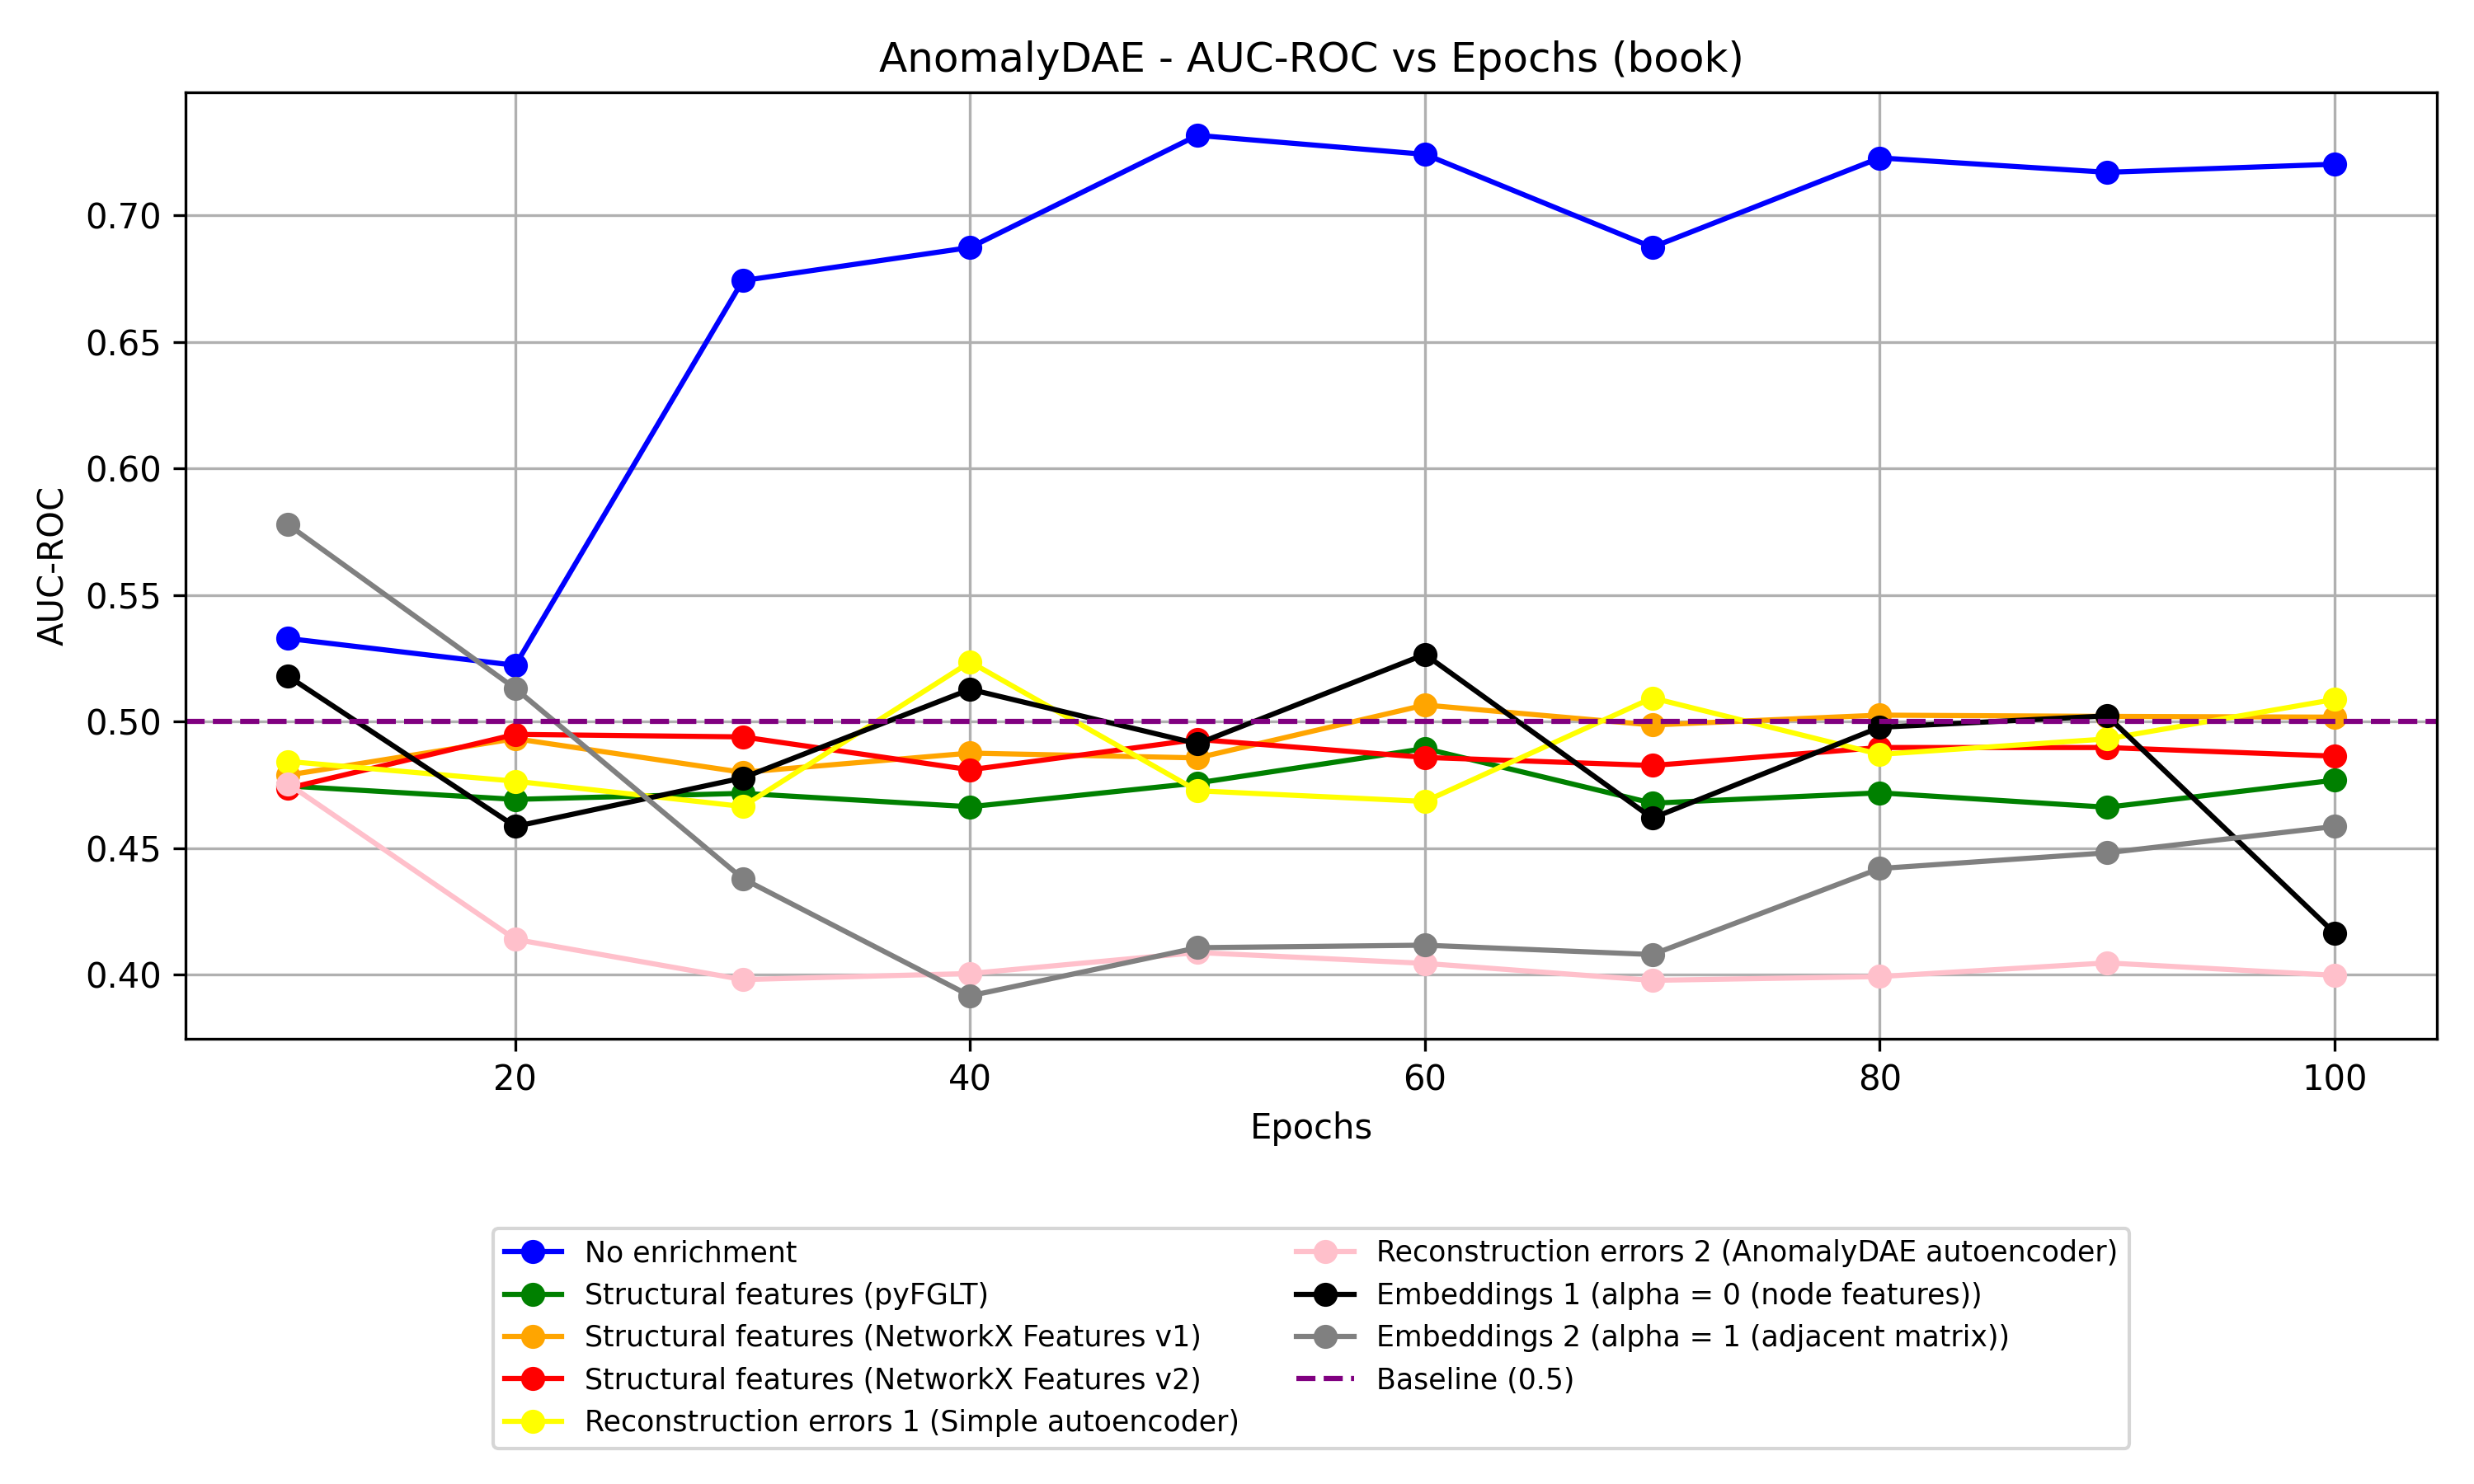 AnomalyDAE - AUC-ROC vs Epochs (book)
AUC-ROC
0.70
0.65
0.60
0.55
0.50
0.45
0.40
20 40 60 80 100
Epochs
No enrichment
Structural features (pyFGLT)
Structural features (NetworkX Features v1)
Structural features (NetworkX Features v2)
Reconstruction errors 1 (Simple autoencoder)
Reconstruction errors 2 (AnomalyDAE autoencoder)
Embeddings 1 (alpha = 0 (node features))
Embeddings 2 (alpha = 1 (adjacent matrix))
Baseline (0.5)